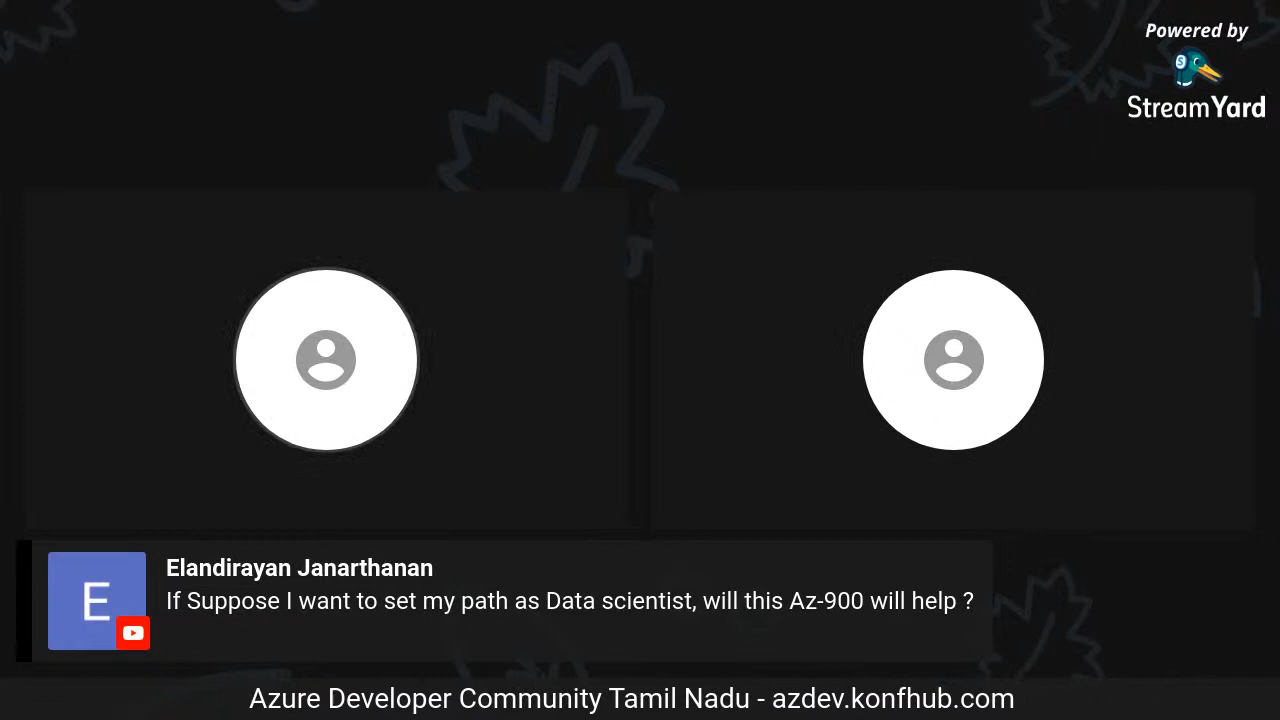 Powered by
StreamYard
E
Elandirayan Janarthanan
If Suppose I want to set my path as Data scientist, will this Az-900 will help ?
Azure Developer Community Tamil Nadu - azdev.konfhub.com